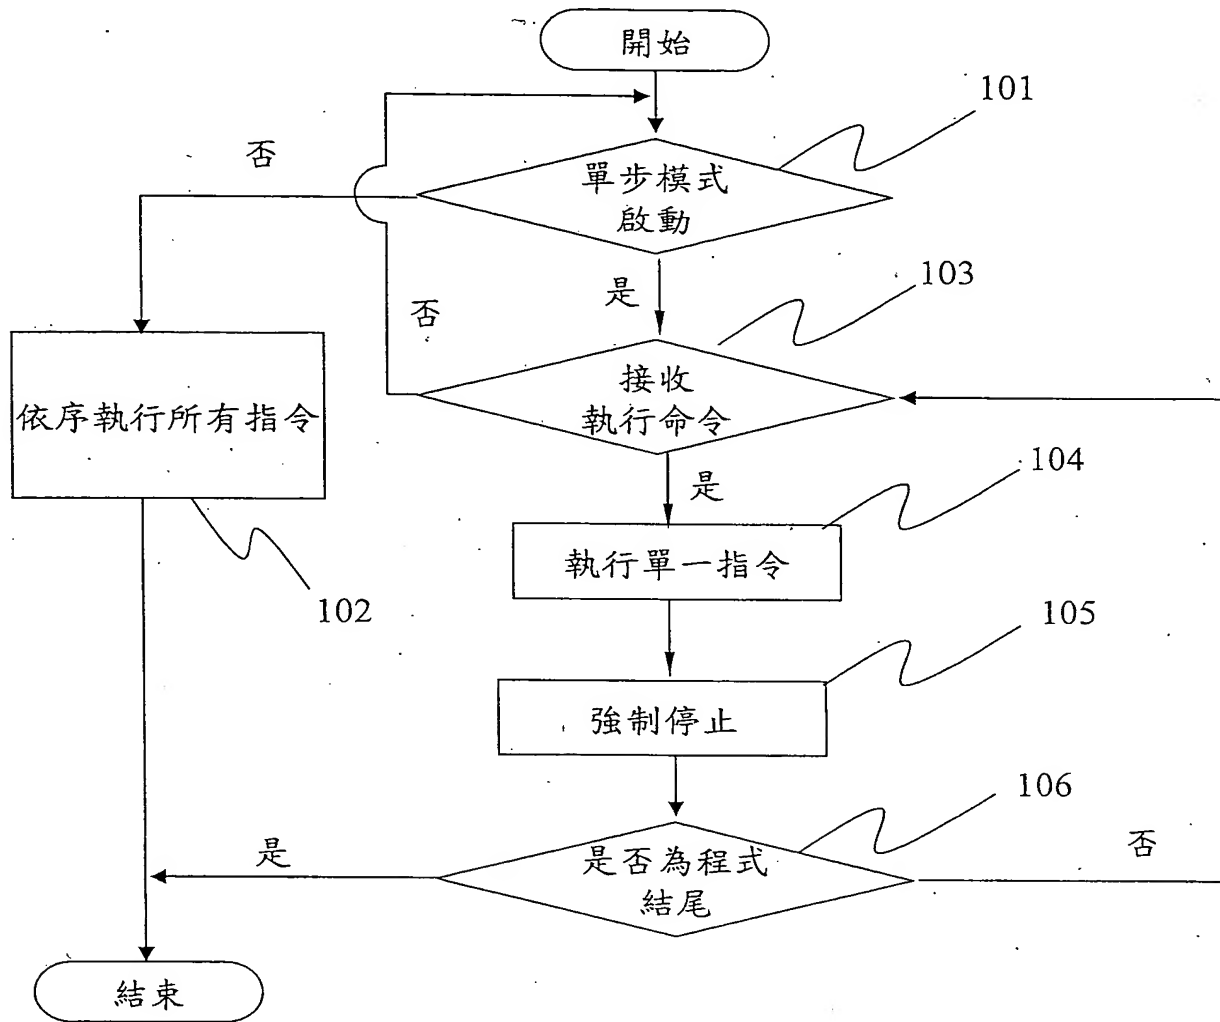 開始
101
否
單步模式
啟動
是
103
否
接收
執行命令
依序執行所有指令
是
104
執行單一指令
102
105
強制停止
106
是
是否為程式
結尾
否
結束